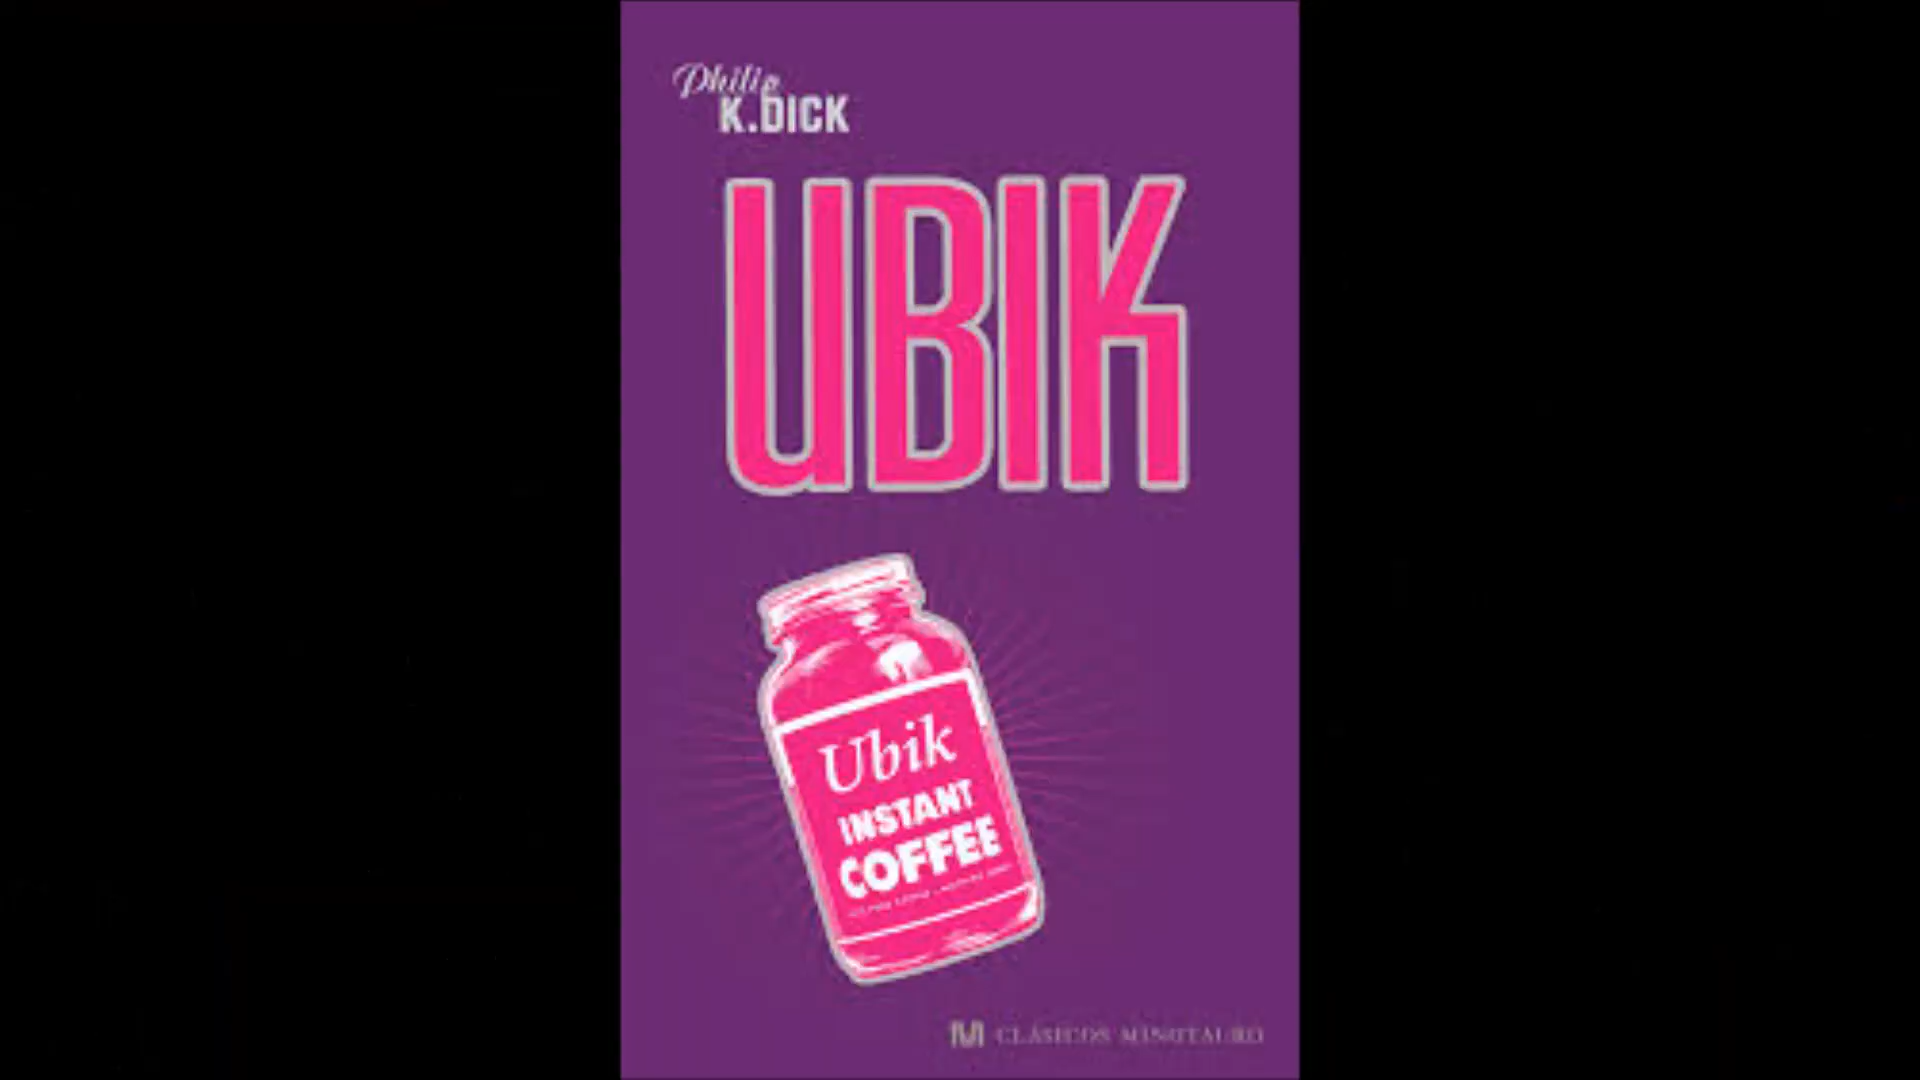 Philip
K.DICK
UBIK
Ubik
INSTANT
COFFEE
CLÁSICOS MINOTAURO